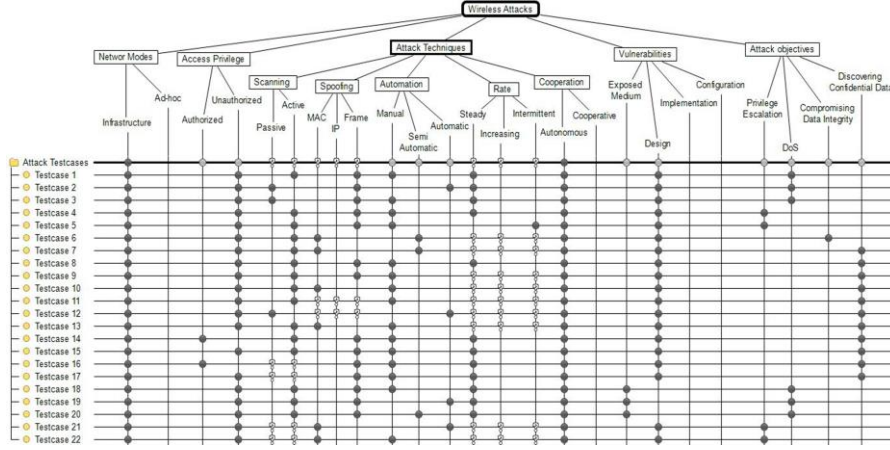 Wireless Attacks
Networ Modes
Access Privilege
Attack Techniques
Vulnerabilities
Attack objectives
Scanning
Spoofing
Automation
Rate
Cooperation
Infrastructure
Ad-hoc
Authorized
Unauthorized
Passive
Active
MAC
IP
Frame
Manual
Semi
Automatic
Automatic
Steady
Increasing
Intermittent
Autonomous
Cooperative
Exposed
Medium
Design
Implementation
Configuration
Privilege
Escalation
DoS
Compromising
Data Integrity
Discovering
Confidential Data
Attack Testcases
Testcase 1
Testcase 2
Testcase 3
Testcase 4
Testcase 5
Testcase 6
Testcase 7
Testcase 8
Testcase 9
Testcase 10
Testcase 11
Testcase 12
Testcase 13
Testcase 14
Testcase 15
Testcase 16
Testcase 17
Testcase 18
Testcase 19
Testcase 20
Testcase 21
Testcase 22